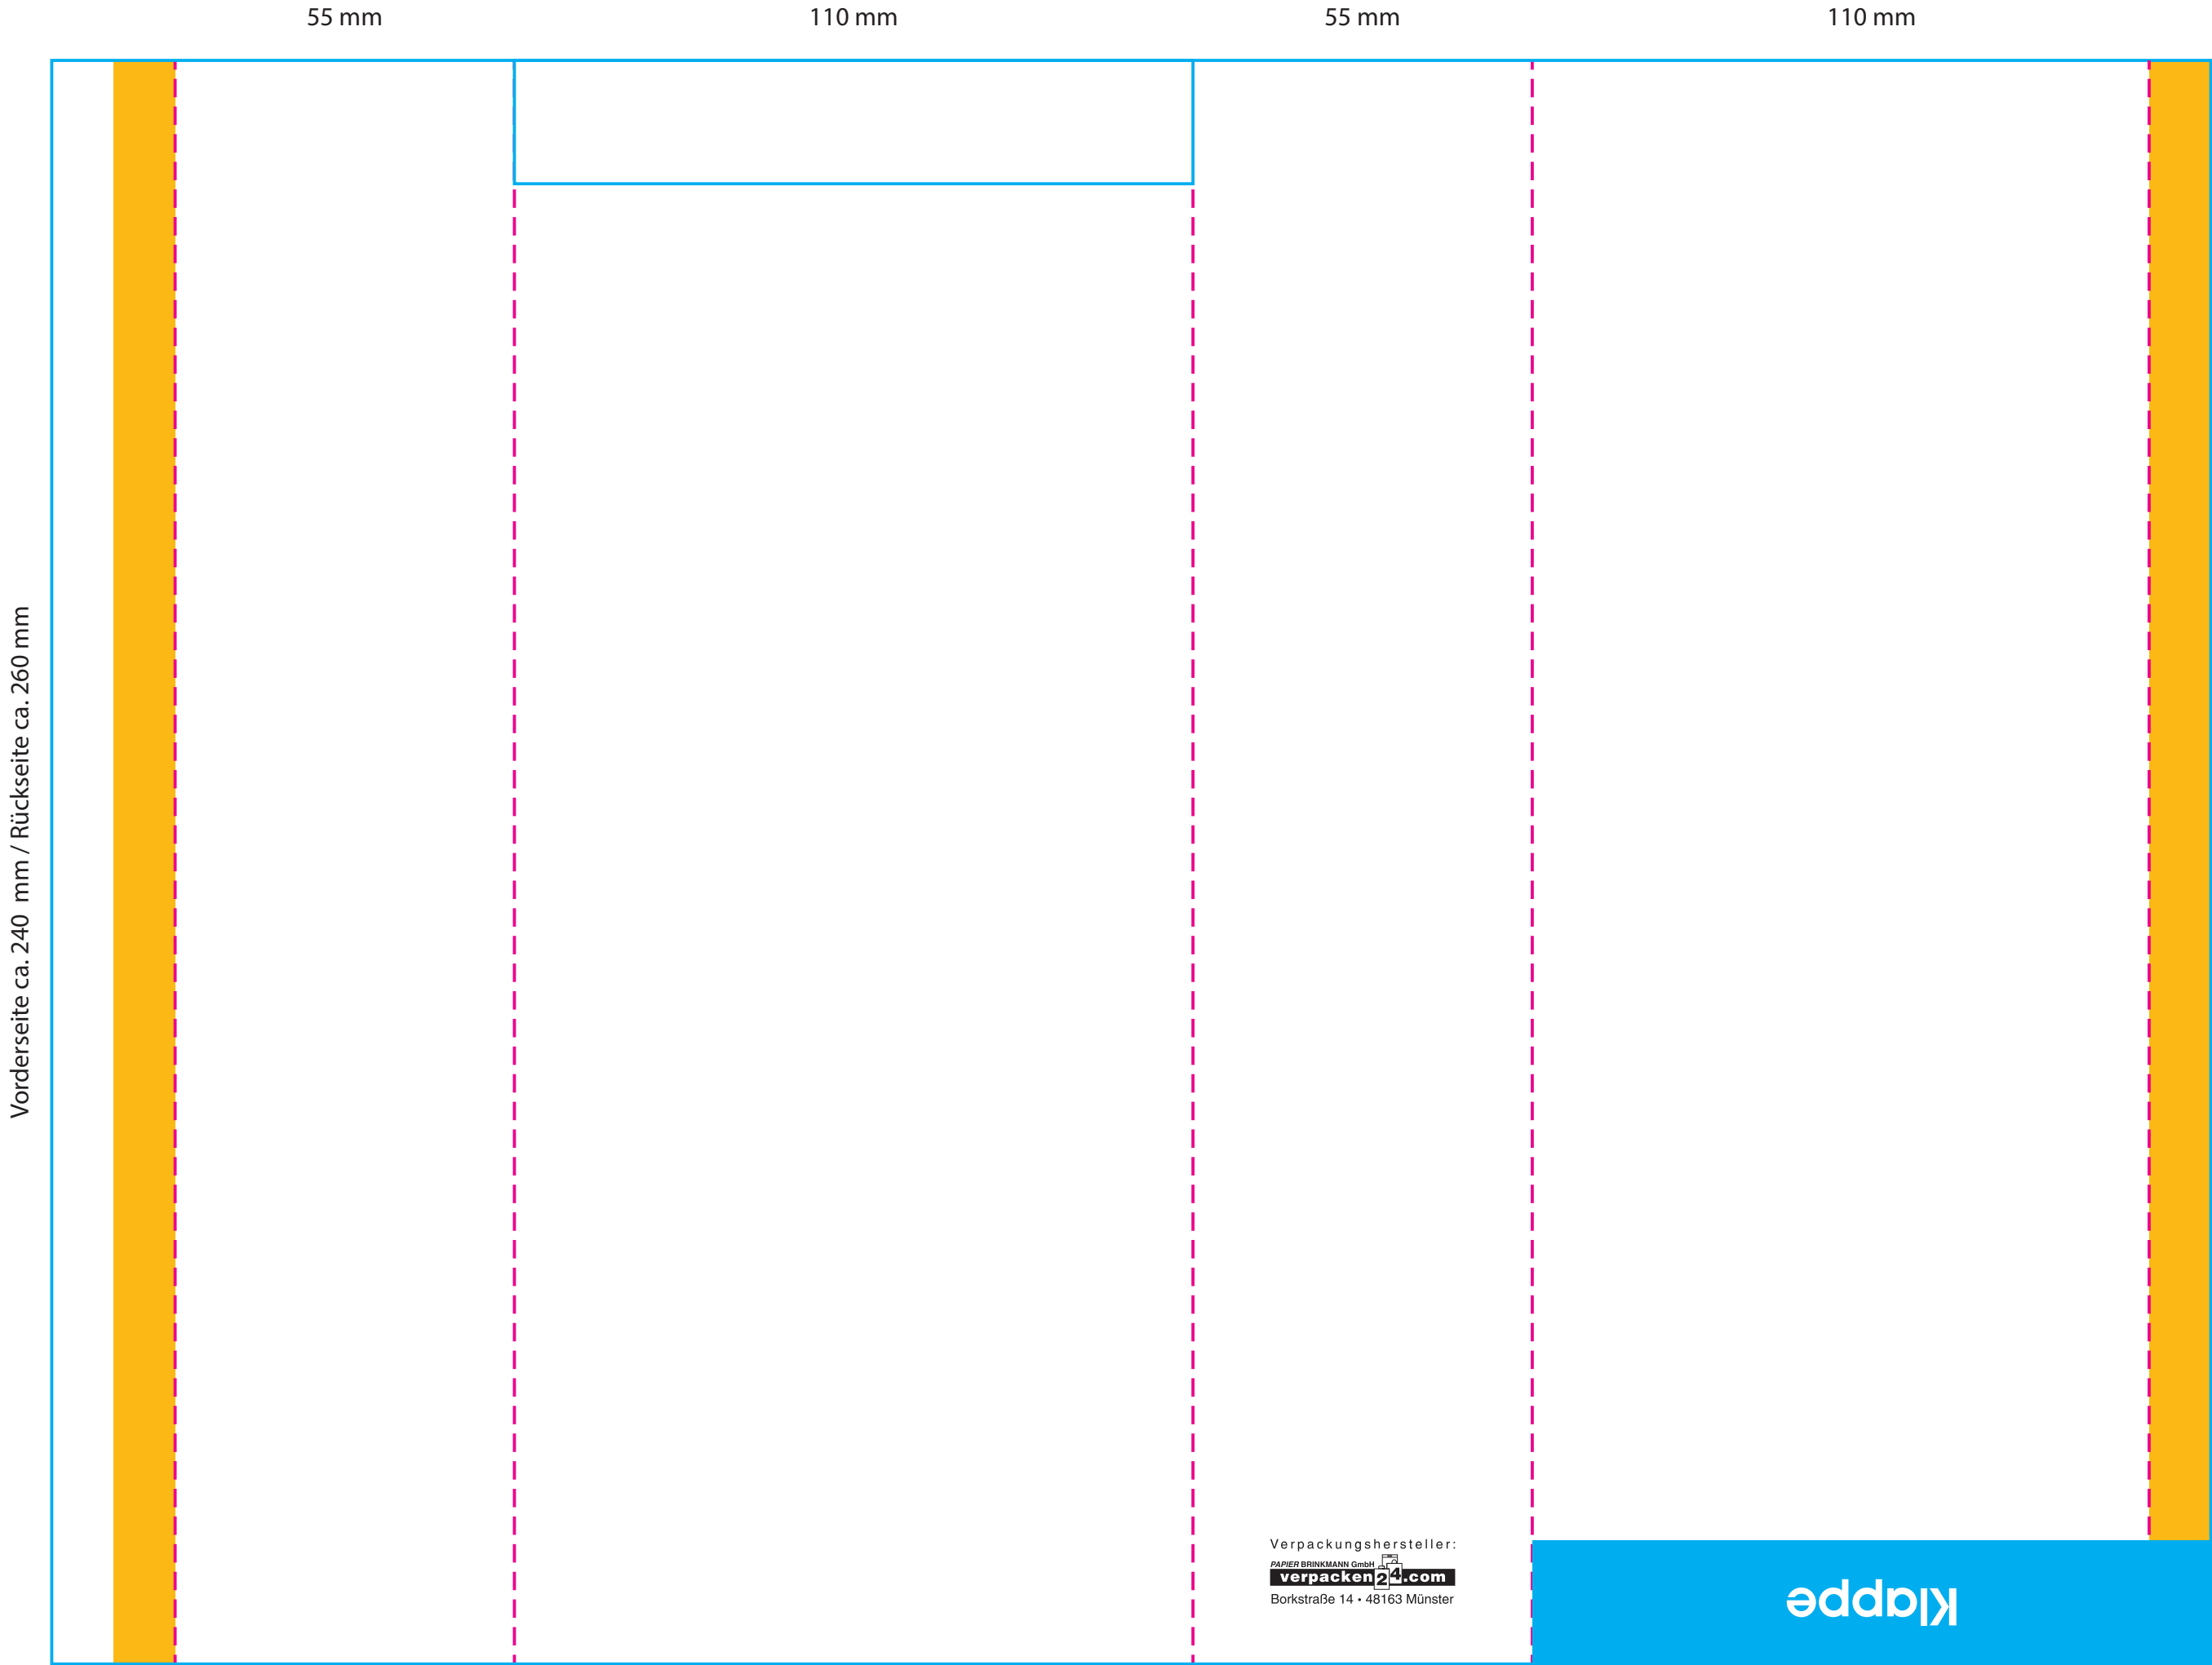 55 mm
110 mm
55 mm
110 mm
Vorderseite ca. 240 mm / Rückseite ca. 260 mm
Verpackungshersteller:
PAPIER BRINKMANN GmbH
verpacken24.com
Borkstraße 14 • 48163 Münster
Klappe